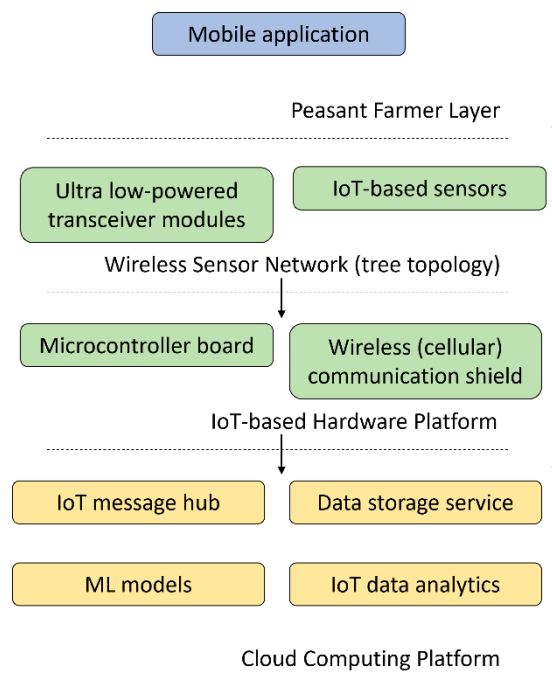 Mobile application
Peasant Farmer Layer
Ultra low-powered
transceiver modules
IoT-based sensors
Wireless Sensor Network (tree topology)
Microcontroller board
Wireless (cellular)
communication shield
IoT-based Hardware Platform
IoT message hub
Data storage service
ML models
IoT data analytics
Cloud Computing Platform